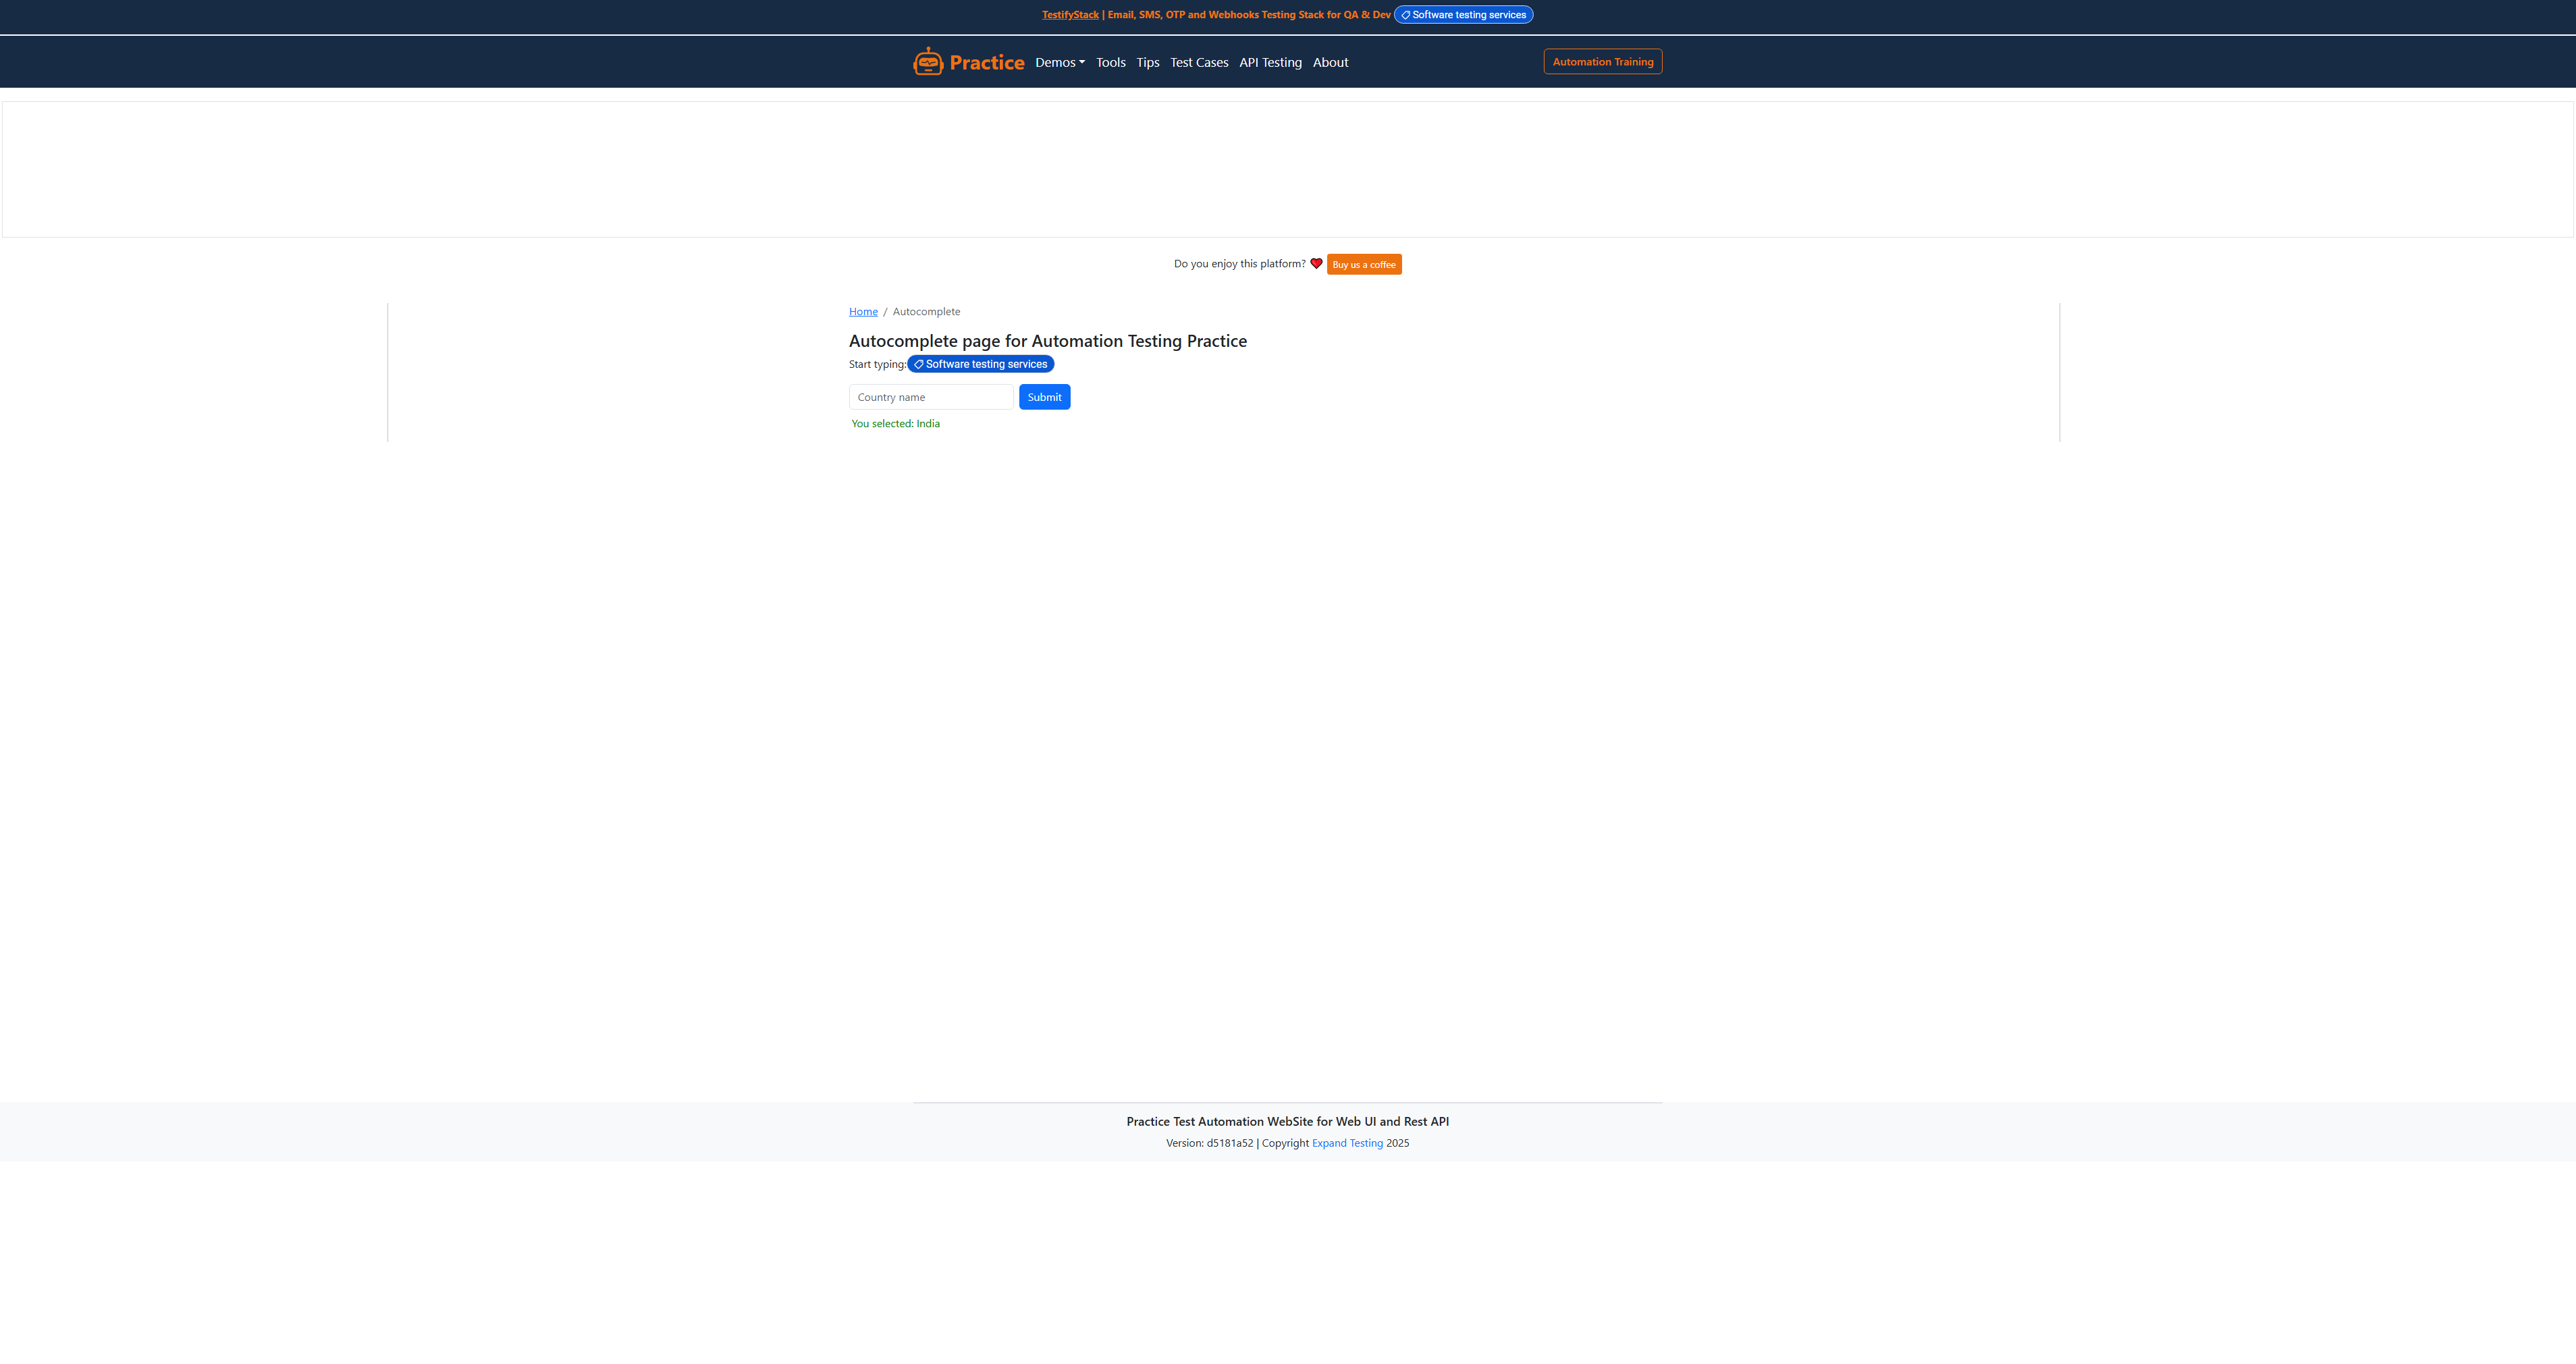 TestifyStack | Email, SMS, OTP and Webhooks Testing Stack for QA & Dev Software testing services
Practice Demos Tools Tips Test Cases API Testing About Automation Training
Do you enjoy this platform? Buy us a coffee
Home / Autocomplete
Autocomplete page for Automation Testing Practice
Start typing: Software testing services
Country name Submit
You selected: India
Practice Test Automation WebSite for Web UI and Rest API
Version: d5181a52 | Copyright Expand Testing 2025